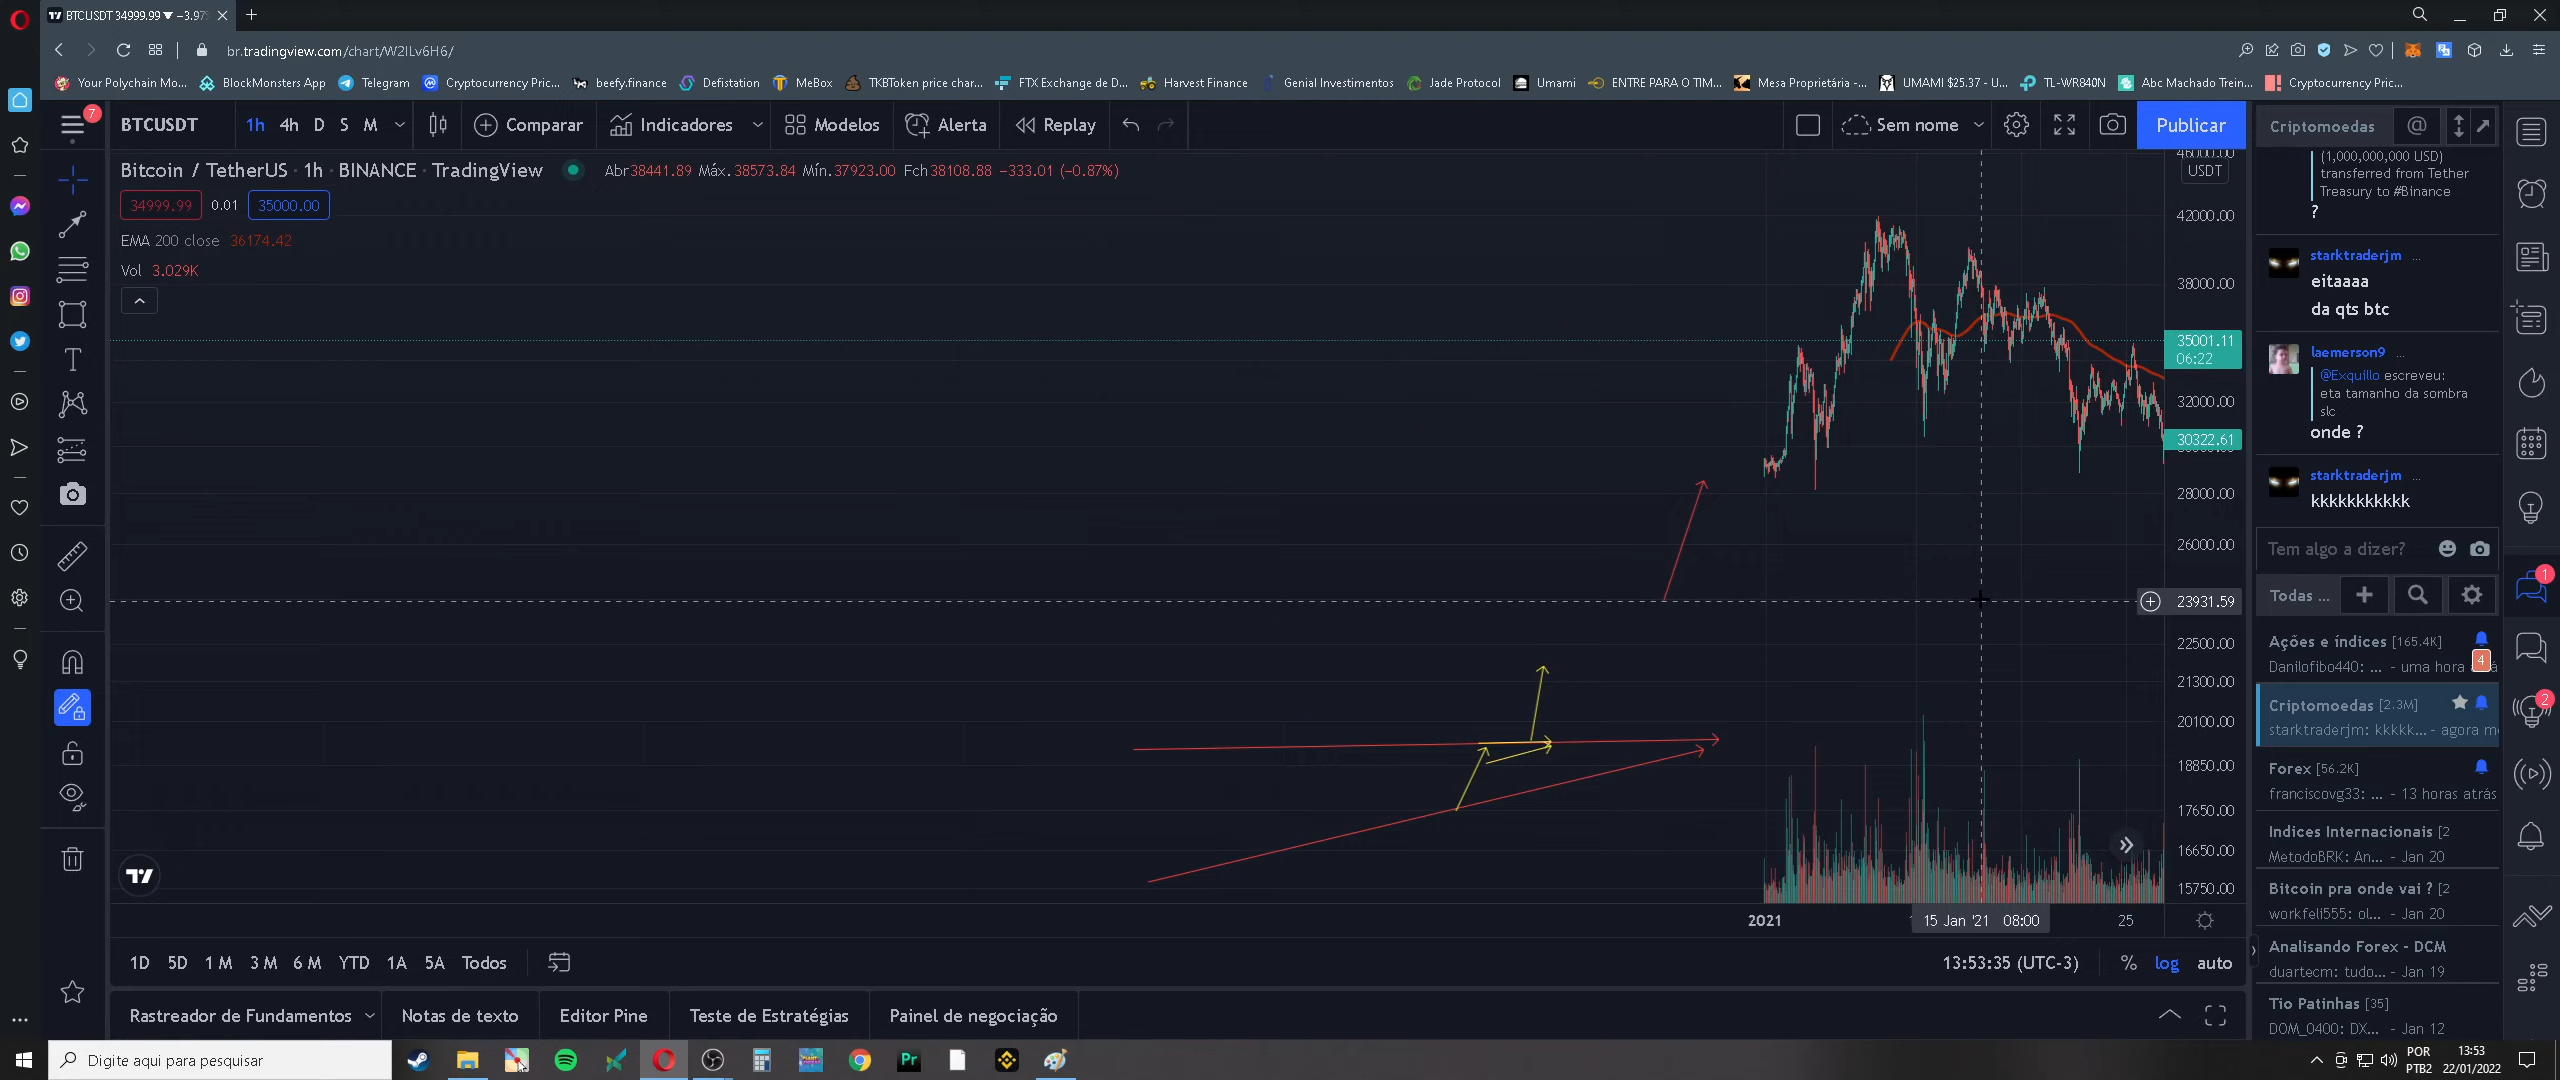 BTCUSDT 34999.99 ▼ −3.97%
br.tradingview.com/chart/W2ILv6H6/
Your Polychain Mo... BlockMonsters App Telegram Cryptocurrency Pric... beefy.finance Defistation MeBox TKBToken price char... FTX Exchange de D... Harvest Finance Genial Investimentos Jade Protocol Umami ENTRE PARA O TIM... Mesa Proprietária -... UMAMI $25.37 - U... TL-WR840N Abc Machado Trein... Cryptocurrency Pric...
7
BTCUSDT 1h 4h D S M Comparar Indicadores Modelos Alerta Replay Sem nome Publicar
Bitcoin / TetherUS · 1h · BINANCE · TradingView Abr38441.89 Máx.38573.84 Mín.37923.00 Fch38108.88 −333.01 (−0.87%)
34999.99 0.01 35000.00
EMA 200 close 36174.42
Vol 3.029K
46000.00
USDT
42000.00
38000.00
35001.11
06:22
32000.00
30322.61
28000.00
26000.00
23931.59
22500.00
21300.00
20100.00
18850.00
17650.00
16650.00
15750.00
2021 15 Jan '21 08:00 25
1D 5D 1M 3M 6M YTD 1A 5A Todos 13:53:35 (UTC-3) % log auto
Rastreador de Fundamentos Notas de texto Editor Pine Teste de Estratégias Painel de negociação
Criptomoedas @
(1,000,000,000 USD)
transferred from Tether
Treasury to #Binance
?
starktraderjm ...
eitaaaa
da qts btc
laemerson9 ...
@Exquillo escreveu:
eta tamanho da sombra
slc
onde ?
starktraderjm ...
kkkkkkkkkkk
Tem algo a dizer?
Todas ...
1
Ações e índices [165.4K]
Danilofibo440: ... - uma hora
4
Criptomoedas [2.3M]
starktraderjm: kkkkk... - agora
2
Forex [56.2K]
franciscovg33: ... - 13 horas atrás
Indices Internacionais [2
MetodoBRK: An... - Jan 20
Bitcoin pra onde vai ? [2
workfeli555: ol... - Jan 20
Analisando Forex - DCM
duartecm: tudo... - Jan 19
Tio Patinhas [35]
DOM_0400: DX... - Jan 12
Digite aqui para pesquisar
Pr
POR
PTB2
13:53
22/01/2022